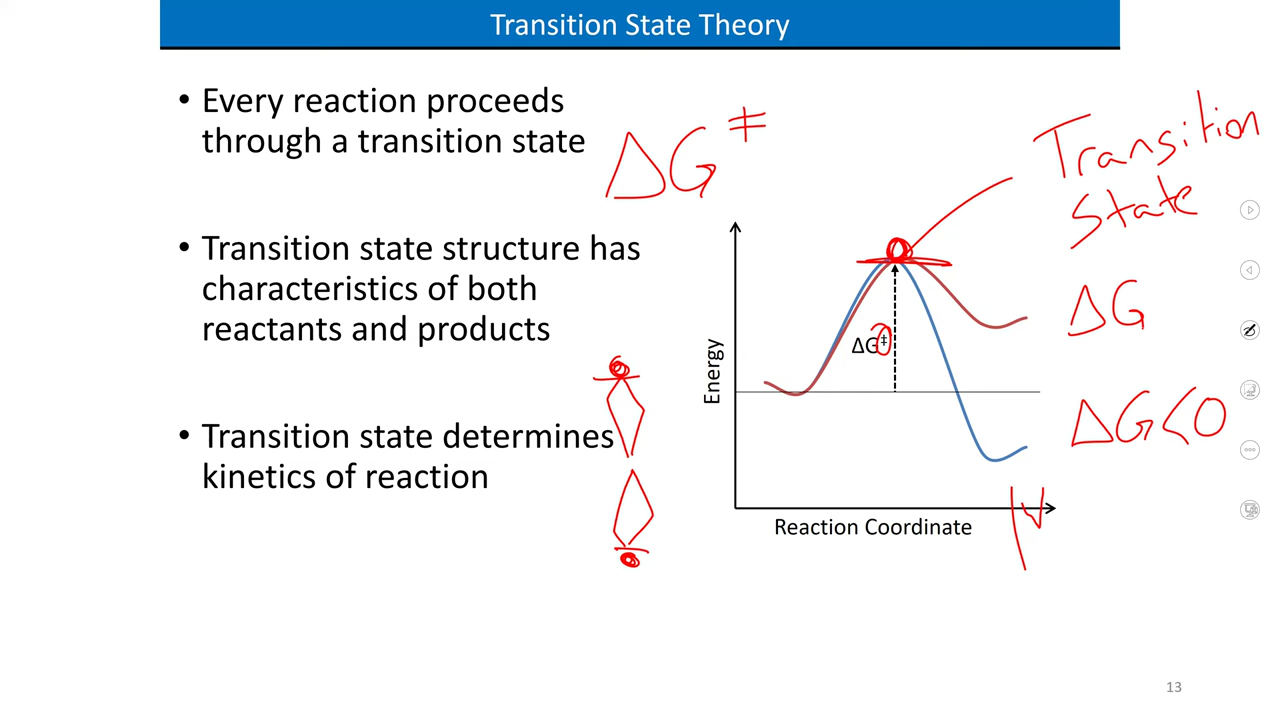 Transition State Theory
• Every reaction proceeds
through a transition state
ΔG‡
Transition
State
• Transition state structure has
characteristics of both
reactants and products
ΔG
ΔG‡
Energy
ΔG<0
• Transition state determines
kinetics of reaction
Reaction Coordinate
13